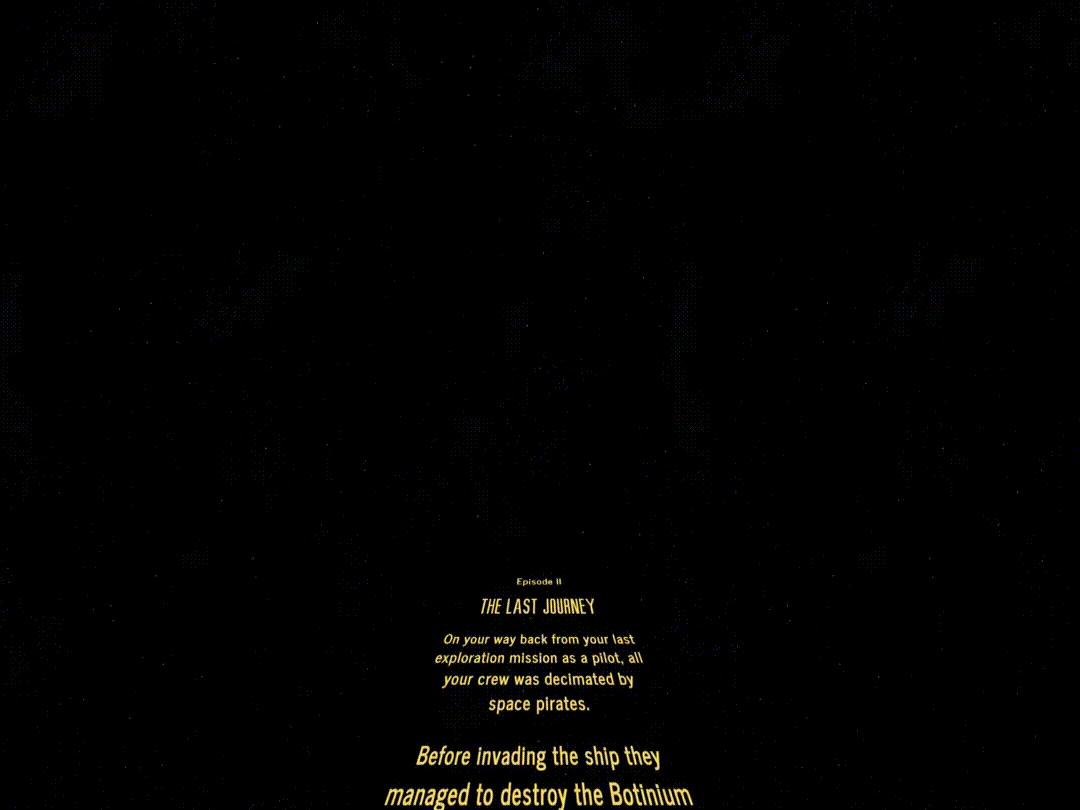 Episode II
THE LAST JOURNEY
On your way back from your last
exploration mission as a pilot, all
your crew was decimated by
space pirates.
Before invading the ship they
managed to destroy the Botinium